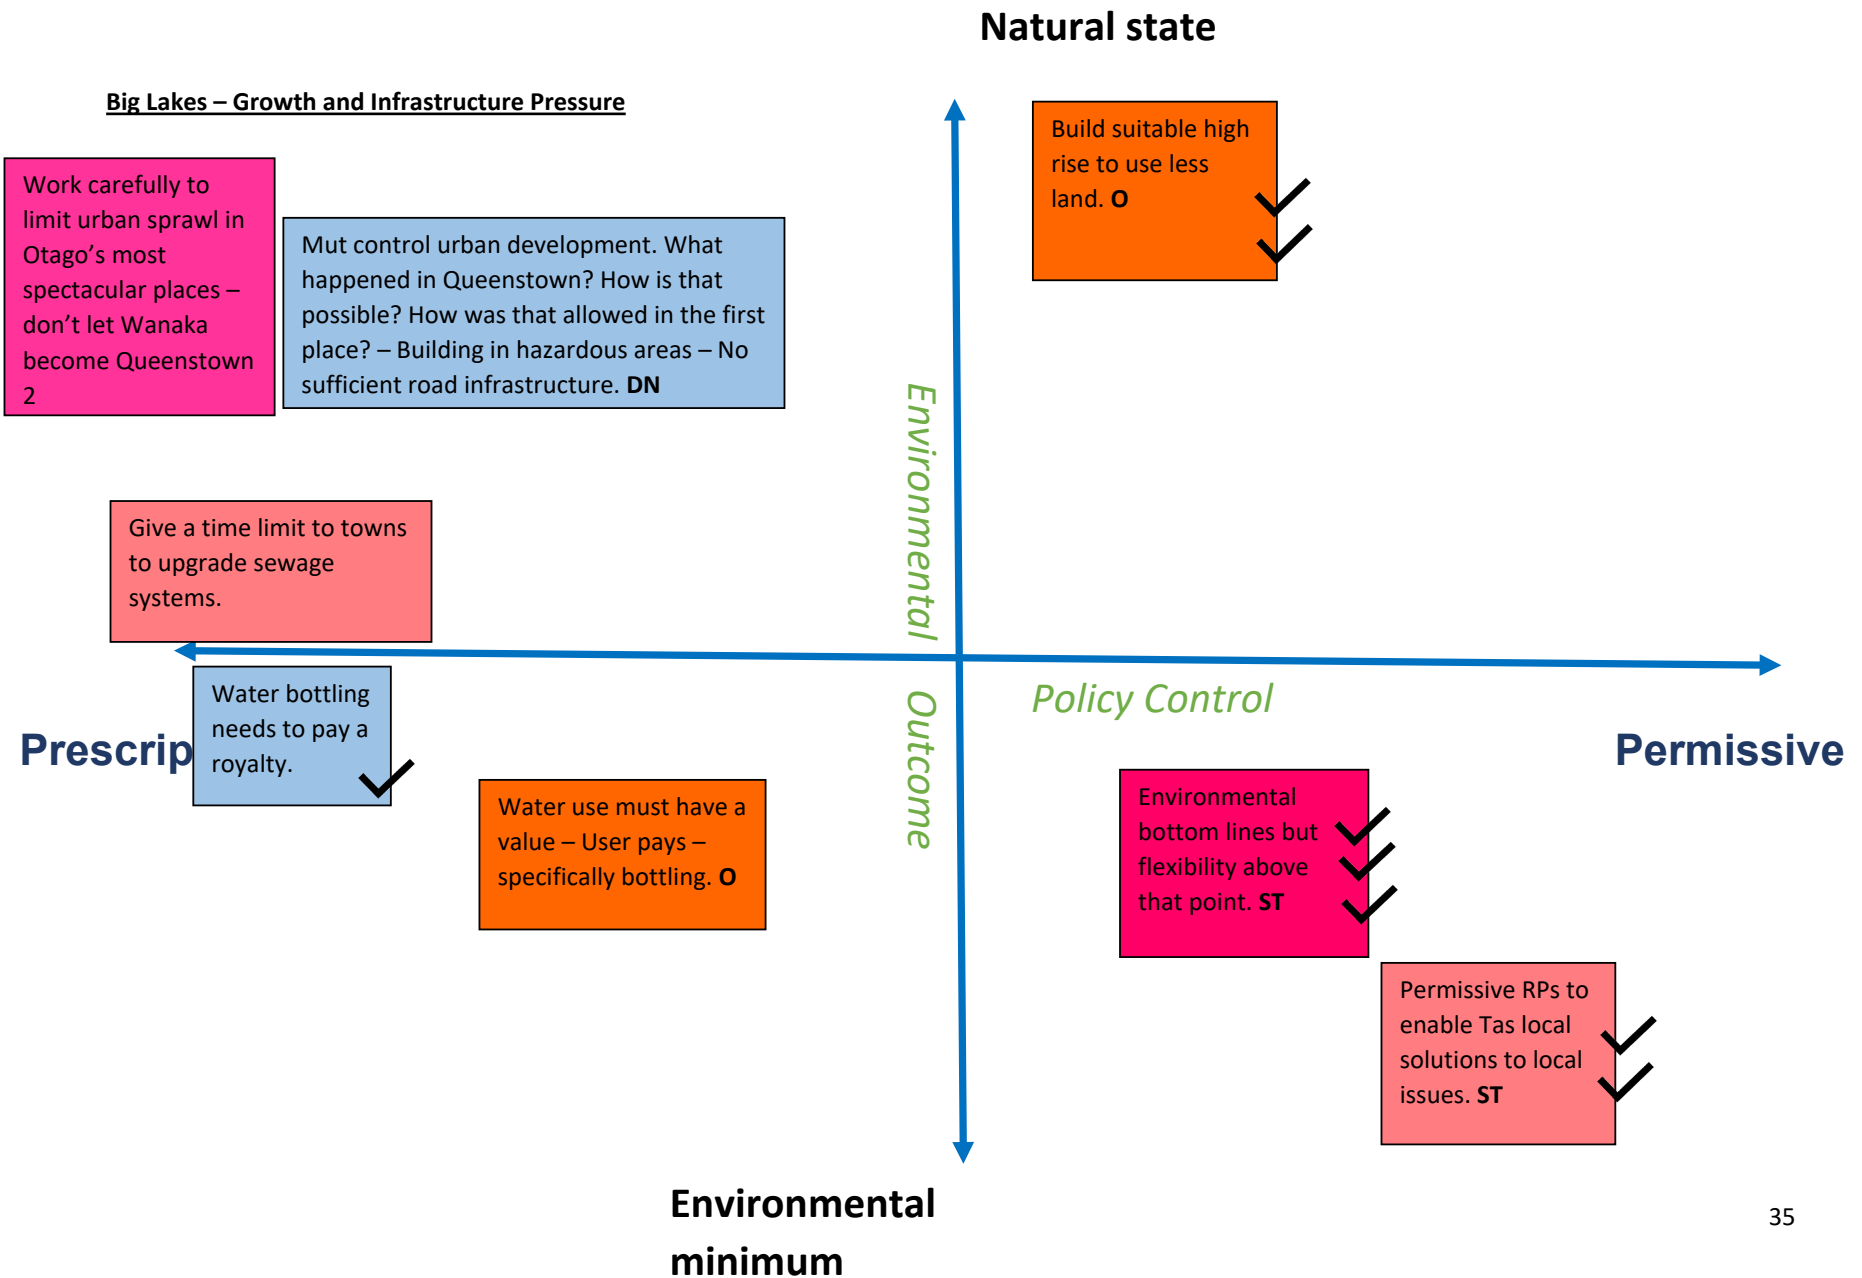 Natural state
Big Lakes – Growth and Infrastructure Pressure
Build suitable high
rise to use less
land. O
Work carefully to
limit urban sprawl in
Otago’s most
spectacular places –
don’t let Wanaka
become Queenstown
2
Mut control urban development. What
happened in Queenstown? How is that
possible? How was that allowed in the first
place? – Building in hazardous areas – No
sufficient road infrastructure. DN
Give a time limit to towns
to upgrade sewage
systems.
Environmental Outcome
Policy Control
Prescrip
Permissive
Water bottling
needs to pay a
royalty.
Water use must have a
value – User pays –
specifically bottling. O
Environmental
bottom lines but
flexibility above
that point. ST
Permissive RPs to
enable Tas local
solutions to local
issues. ST
Environmental
minimum
35